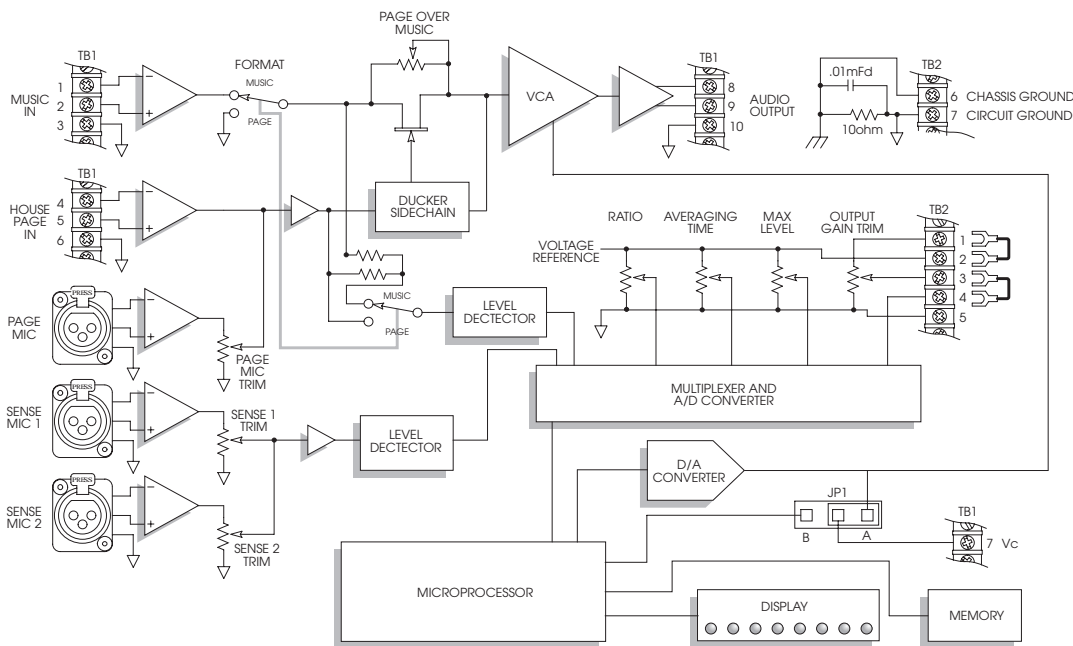 PAGE OVER
MUSIC
TB1
1
2
3
MUSIC
IN
FORMAT
MUSIC
PAGE
VCA
TB1
8
9
10
AUDIO
OUTPUT
.01mFd
10ohm
TB2
6 CHASSIS GROUND
7 CIRCUIT GROUND
TB1
4
5
6
HOUSE
PAGE
IN
DUCKER
SIDECHAIN
RATIO
AVERAGING
TIME
MAX
LEVEL
OUTPUT
GAIN TRIM
VOLTAGE
REFERENCE
TB2
1
2
3
4
5
PRESS
PAGE
MIC
PAGE
MIC
TRIM
MUSIC
PAGE
LEVEL
DECTECTOR
MULTIPLEXER AND
A/D CONVERTER
PRESS
SENSE
MIC 1
SENSE 1
TRIM
LEVEL
DECTECTOR
PRESS
SENSE
MIC 2
SENSE 2
TRIM
D/A
CONVERTER
JP1
B
A
TB1
7 Vc
MICROPROCESSOR
DISPLAY
MEMORY